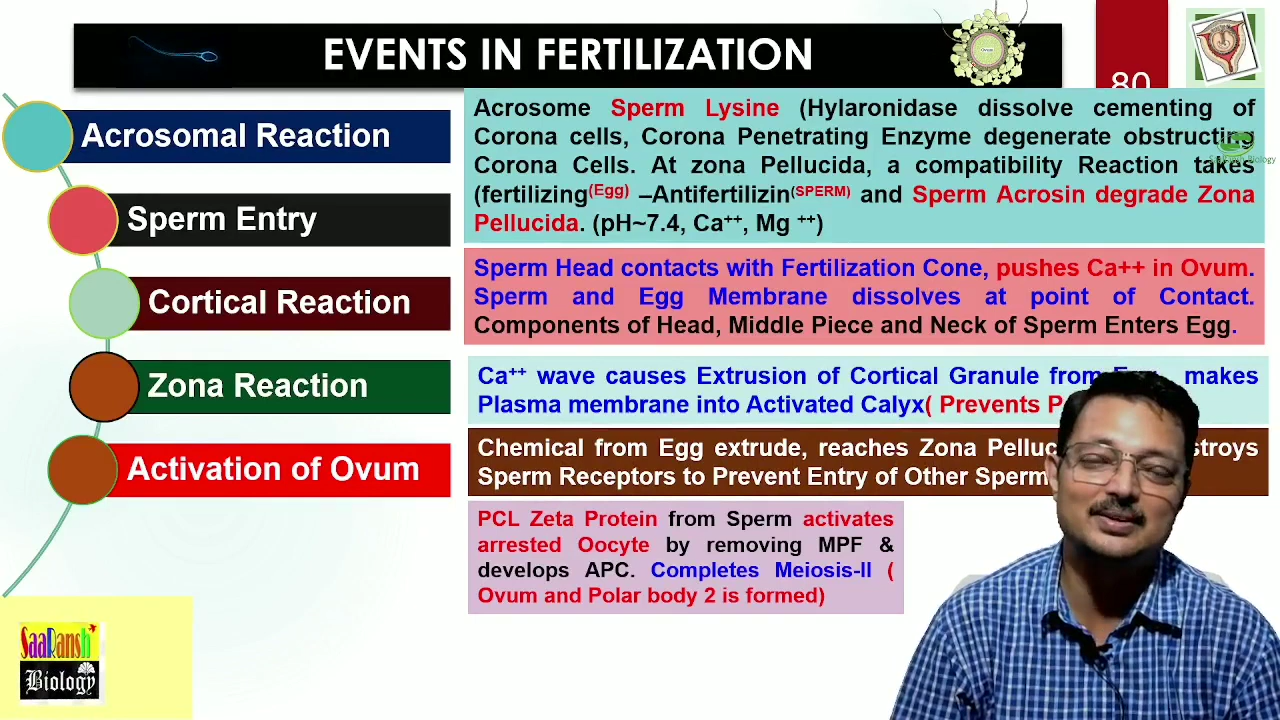 EVENTS IN FERTILIZATION
80
Acrosomal Reaction
Sperm Entry
Cortical Reaction
Zona Reaction
Activation of Ovum
Acrosome Sperm Lysine (Hylaronidase dissolve cementing of
Corona cells, Corona Penetrating Enzyme degenerate obstructing
Corona Cells. At zona Pellucida, a compatibility Reaction takes
(fertilizing(Egg) –Antifertilizin(SPERM) and Sperm Acrosin degrade Zona
Pellucida. (pH~7.4, Ca++, Mg ++)
Sperm Head contacts with Fertilization Cone, pushes Ca++ in Ovum.
Sperm and Egg Membrane dissolves at point of Contact.
Components of Head, Middle Piece and Neck of Sperm Enters Egg.
Ca++ wave causes Extrusion of Cortical Granule from makes
Plasma membrane into Activated Calyx( Prevents
Chemical from Egg extrude, reaches Zona
Sperm Receptors to Prevent Entry of Other Sperm
PCL Zeta Protein from Sperm activates
arrested Oocyte by removing MPF &
develops APC. Completes Meiosis-II (
Ovum and Polar body 2 is formed)
SaaRansh
Biology